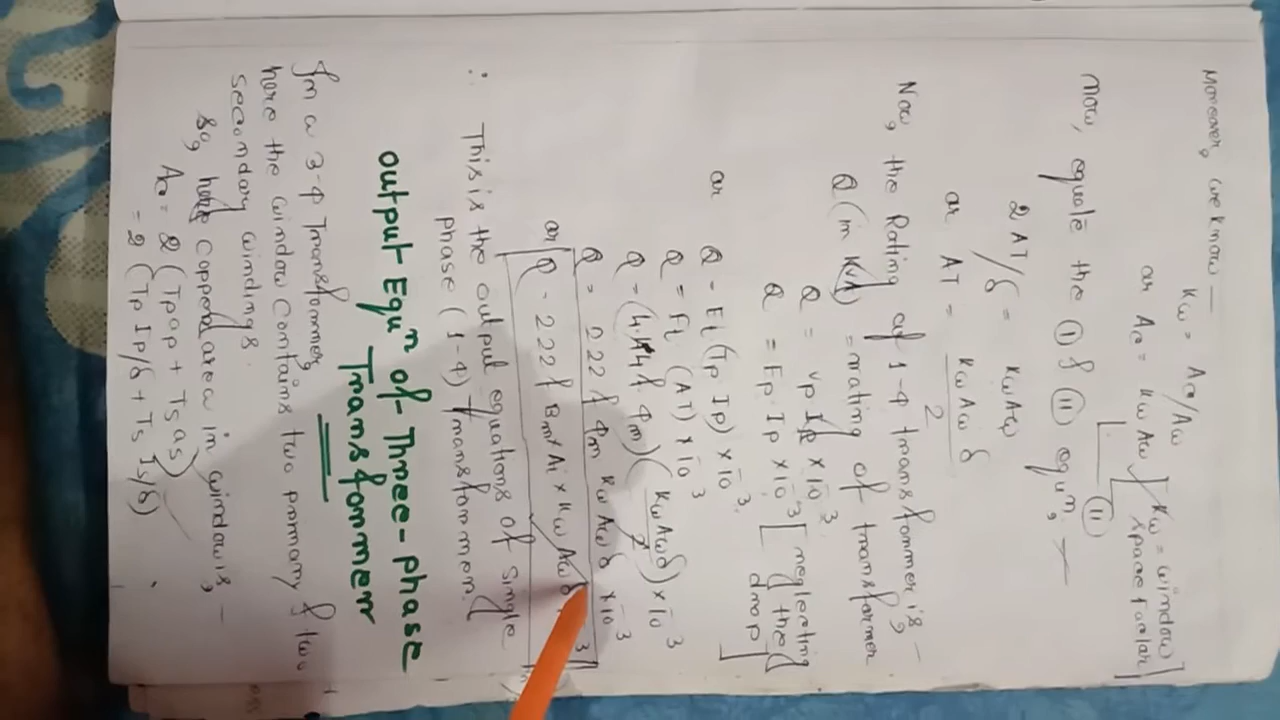 Moreover, we know —
Kw = Ac/Aw
or Ac = Kw Aw] [Kw = window
space factor]
(II)
Now, equate the (I) & (II) equn, —
2 AT/δ = Kw Aw
or AT = Kw Aw δ
2
Now, the Rating of 1-ϕ transformer is, —
Q (in KVA) = rating of transformer
Q = Vp Ip × 10⁻³
Q = Ep Ip × 10⁻³ [neglecting the
drop]
or Q = Et (Tp Ip) × 10⁻³
Q = Et (AT) × 10⁻³
Q = (4.44 f ϕm) (Kw Aw δ / 2) × 10⁻³
Q = 2.22 f ϕm Kw Aw δ × 10⁻³
or Q = 2.22 f Bm × Ai × Kw Aw δ
∴ This is the output equations of single
phase (1-ϕ) Transformer.
Output Equn of Three-phase
Transformer
In a 3-ϕ Transformer
here the window contains two primary & two
secondary windings.
So, here copper area in window is, —
Ac = 2 (Tp ap + Ts as)
= 2 (Tp Ip/δ + Ts Is/δ)